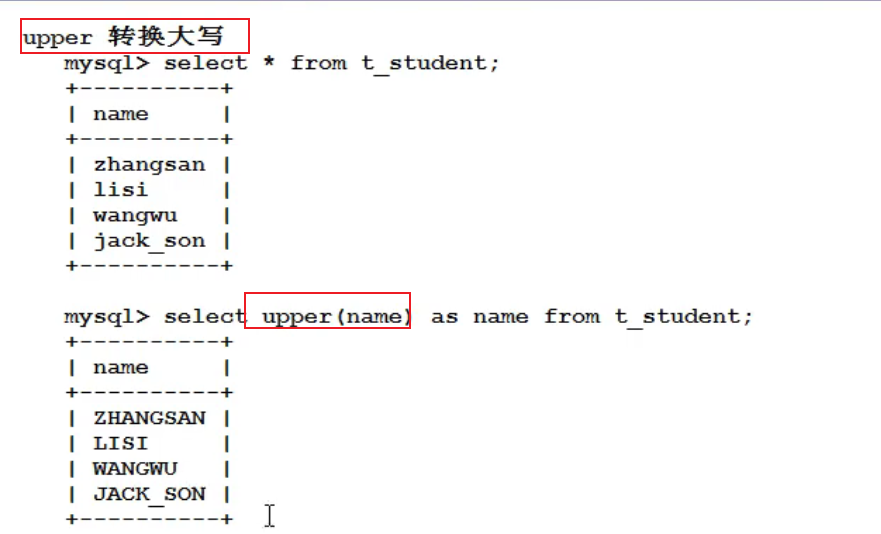 upper 转换大写
mysql> select * from t_student;
+----------+
| name     |
+----------+
| zhangsan |
| lisi     |
| wangwu   |
| jack_son |
+----------+
mysql> select upper(name) as name from t_student;
+----------+
| name     |
+----------+
| ZHANGSAN |
| LISI     |
| WANGWU   |
| JACK_SON |
+----------+